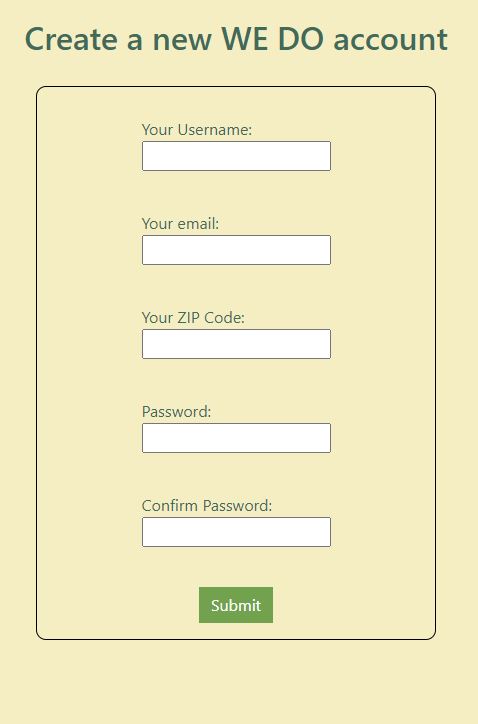 Create a new WE DO account
Your Username:
Your email:
Your ZIP Code:
Password:
Confirm Password:
Submit